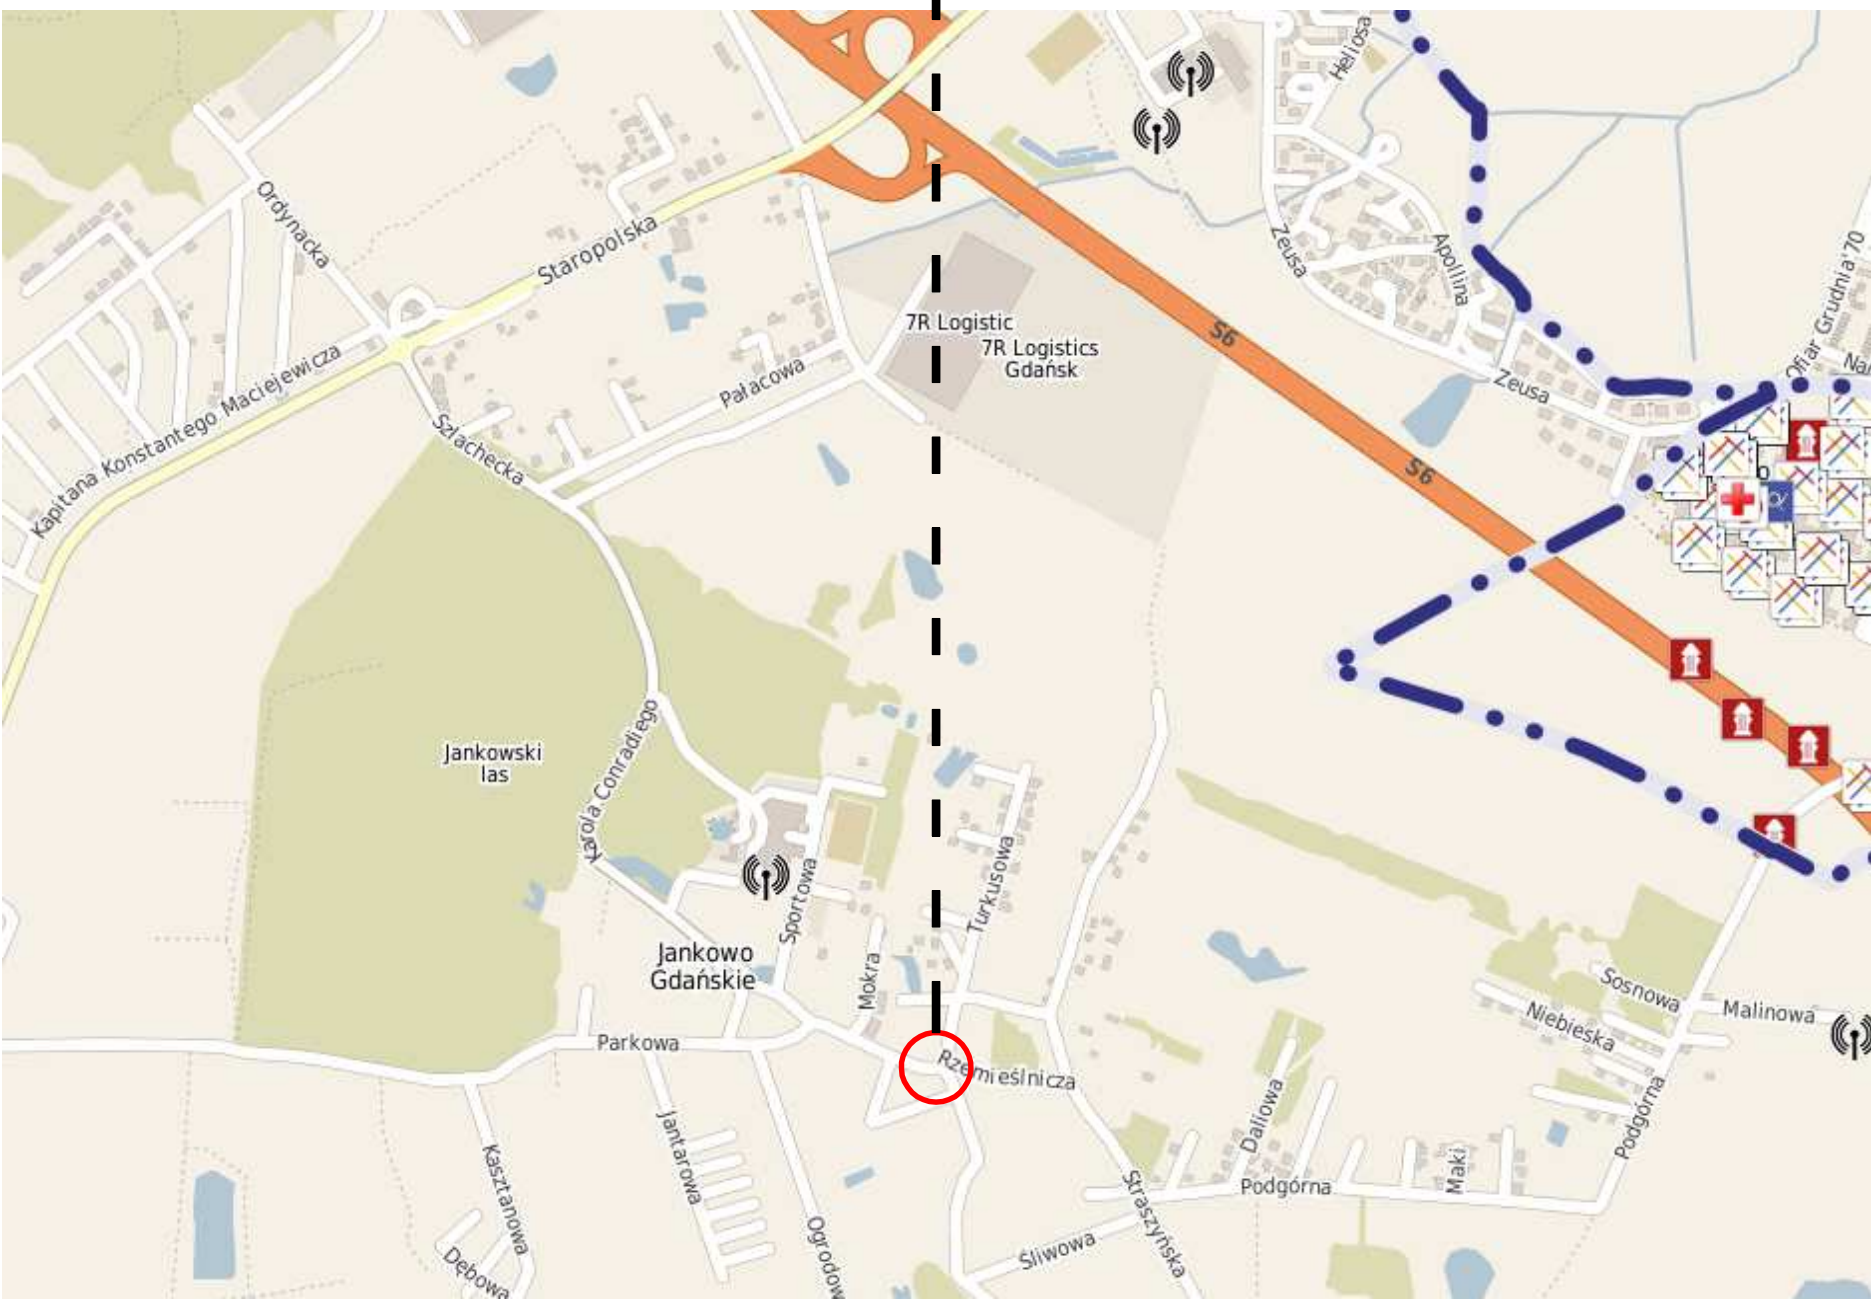 Heliosa
Ordynacka
Staropolska
Zeusa
Apollina
Ofiar Grudnia'70
7R Logistic
7R Logistics
Gdańsk
S6
Kapitana Konstantego Maciejewicza
Pałacowa
Zeusa
Szlachecka
S6
Jankowski
las
Karola Conradiego
Sportowa
Turkusowa
Jankowo
Gdańskie
Mokra
Sosnowa
Malinowa
Niebieska
Parkowa
Rzemieślnicza
Jantarowa
Daliowa
Podgórna
Kasztanowa
Maki
Podgórna
Straszyńska
Śliwowa
Dębowa